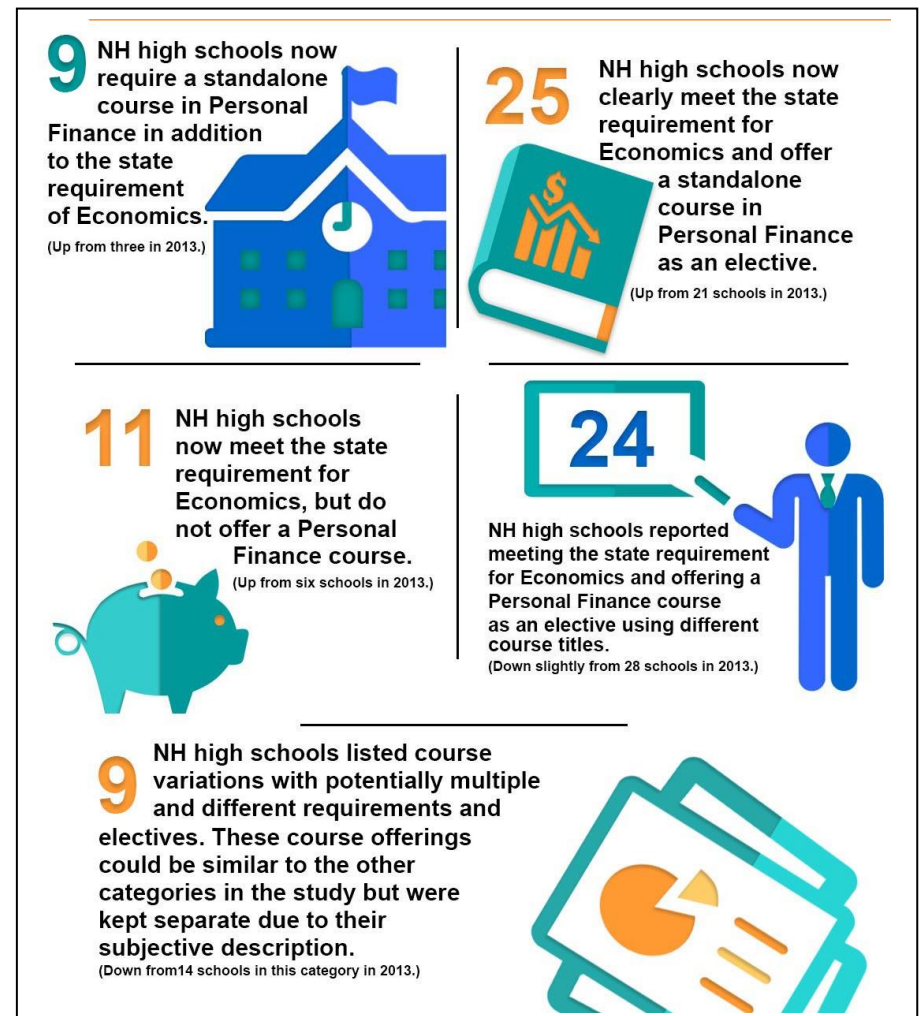 9
NH high schools now
require a standalone
course in Personal
Finance in addition
to the state
requirement
of Economics.
(Up from three in 2013.)
25
NH high schools now
clearly meet the state
requirement for
Economics and offer
a standalone
course in
Personal Finance
as an elective.
(Up from 21 schools in 2013.)
$
11
NH high schools
now meet the state
requirement for
Economics, but do
not offer a Personal
Finance course.
(Up from six schools in 2013.)
24
NH high schools reported
meeting the state requirement
for Economics and offering a
Personal Finance course
as an elective using different
course titles.
(Down slightly from 28 schools in 2013.)
9
NH high schools listed course
variations with potentially multiple
and different requirements and
electives. These course offerings
could be similar to the other
categories in the study but were
kept separate due to their
subjective description.
(Down from14 schools in this category in 2013.)